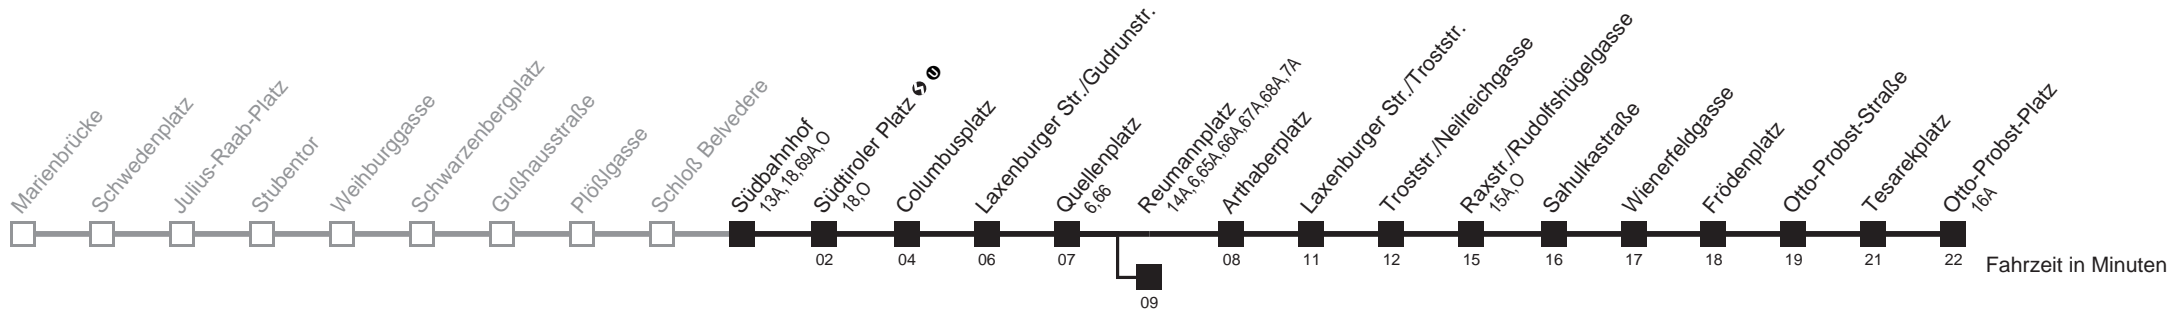 Marienbrücke
Schwedenplatz
Julius-Raab-Platz
Stubentor
Weihburggasse
Schwarzenbergplatz
Gußhausstraße
Plößlgasse
Schloß Belvedere
Südbahnhof
13A,18,69A,O
Südtiroler Platz S U
18,O
Columbusplatz
Laxenburger Str./Gudrunstr.
Quellenplatz
6,66
Reumannplatz
14A,6,65A,66A,67A,68A,7A
Arthaberplatz
Laxenburger Str./Troststr.
Troststr./Neilreichgasse
Raxstr./Rudolfshügelgasse
15A,O
Sahulkastraße
Wienerfeldgasse
Frödenplatz
Otto-Probst-Straße
Tesarekplatz
Otto-Probst-Platz
16A
02 04 06 07 08 11 12 15 16 17 18 19 21 22 Fahrzeit in Minuten
09